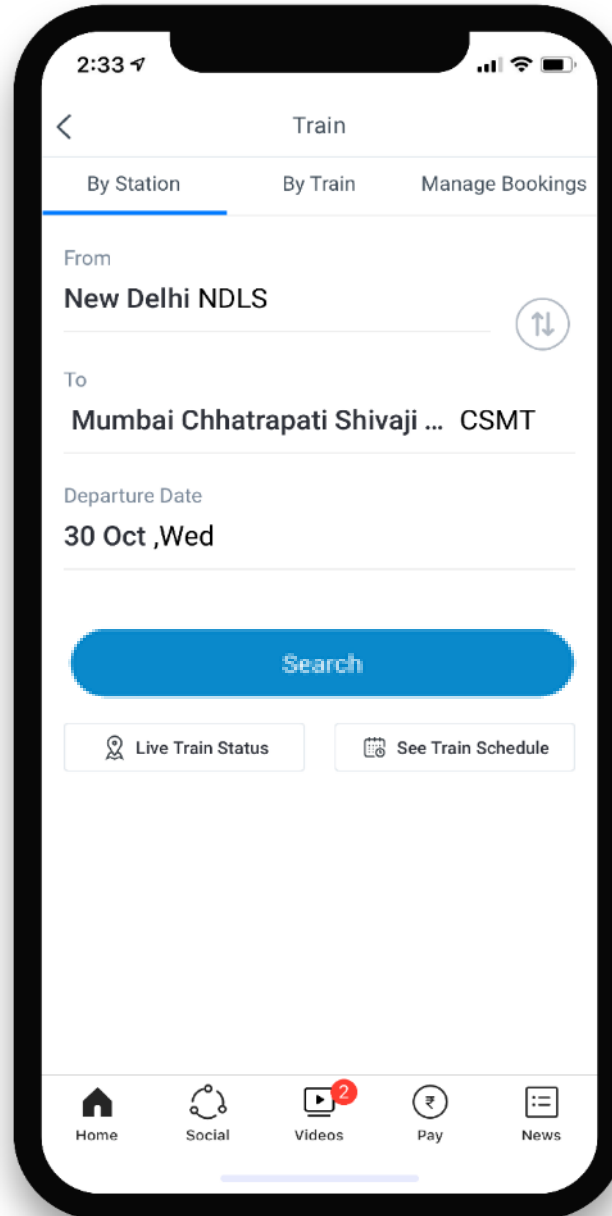 2:33
Train
By Station By Train Manage Bookings
From
New Delhi NDLS
To
Mumbai Chhatrapati Shivaji ... CSMT
Departure Date
30 Oct ,Wed
Search
Live Train Status See Train Schedule
2
₹
Home Social Videos Pay News